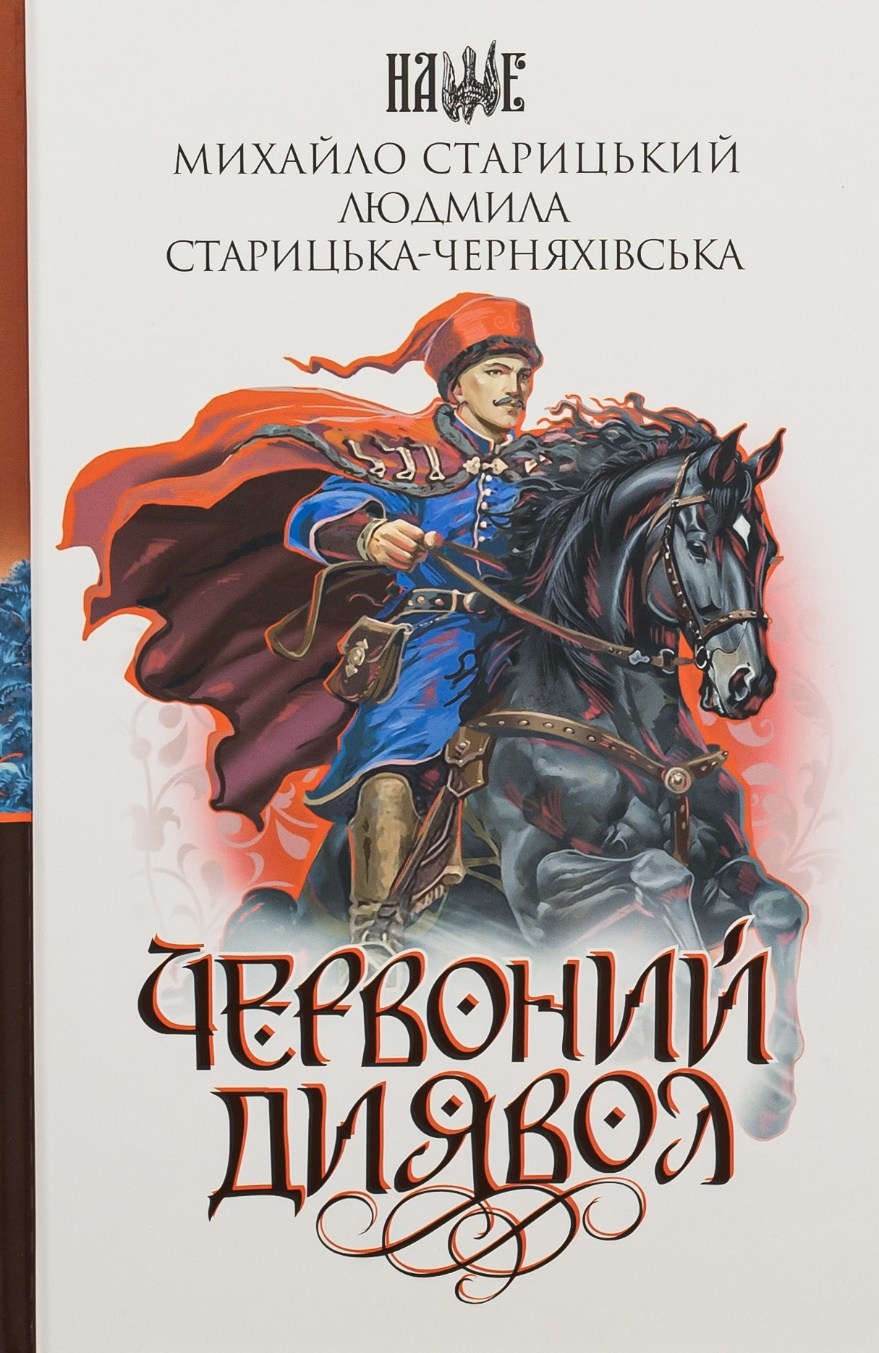 НАШЕ
МИХАЙЛО СТАРИЦЬКИЙ
ЛЮДМИЛА
СТАРИЦЬКА-ЧЕРНЯХІВСЬКА
ЧЕРВОНИЙ
ДИЯВОЛ